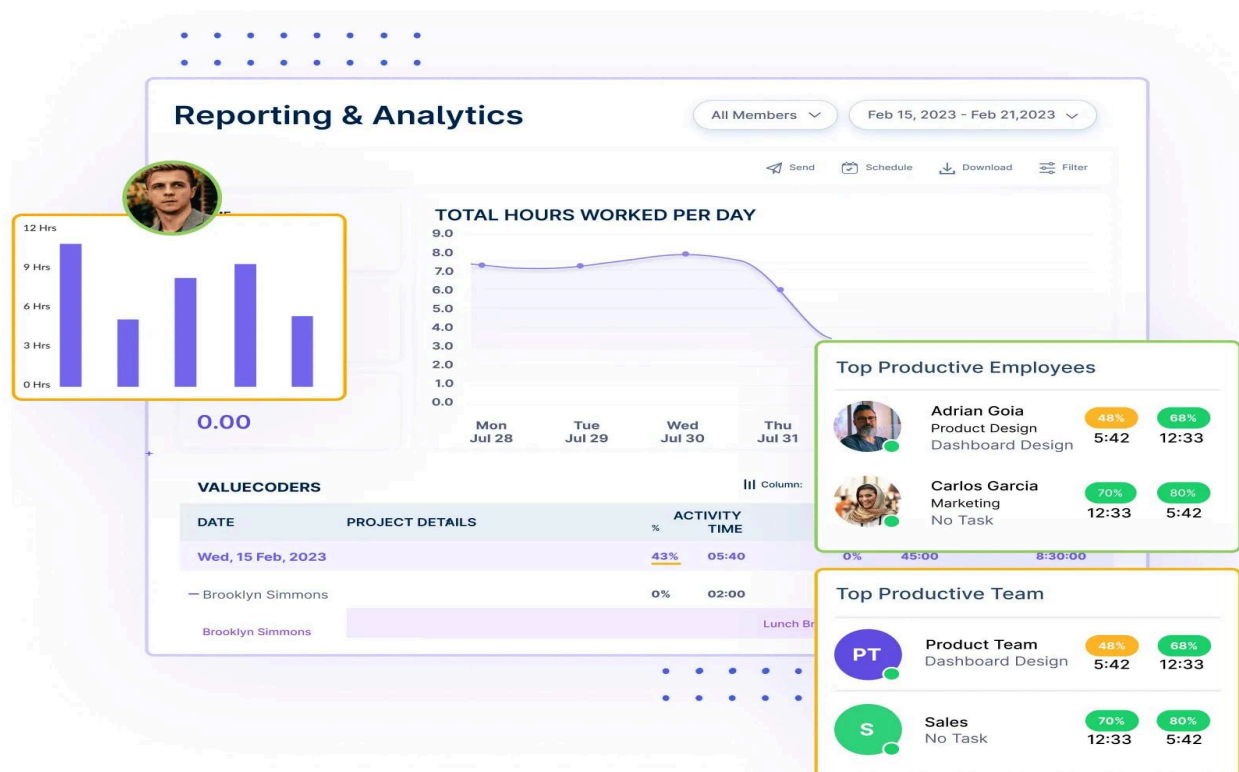 Reporting & Analytics
All Members
Feb 15, 2023 - Feb 21,2023
Send
Schedule
Download
Filter
12 Hrs
9 Hrs
6 Hrs
3 Hrs
0 Hrs
0.00
TOTAL HOURS WORKED PER DAY
9.0
8.0
7.0
6.0
5.0
4.0
3.0
2.0
1.0
0.0
Mon Tue Wed Thu
Jul 28 Jul 29 Jul 30 Jul 31
Top Productive Employees
Adrian Goia 48% 68%
Product Design 5:42 12:33
Dashboard Design
Carlos Garcia 70% 80%
Marketing 12:33 5:42
No Task
VALUECODERS
Column:
DATE PROJECT DETAILS % ACTIVITY TIME
Wed, 15 Feb, 2023 43% 05:40 0% 45:00 8:30:00
Brooklyn Simmons 0% 02:00
Brooklyn Simmons Lunch Br
Top Productive Team
PT Product Team 48% 68%
Dashboard Design 5:42 12:33
S Sales 70% 80%
No Task 12:33 5:42